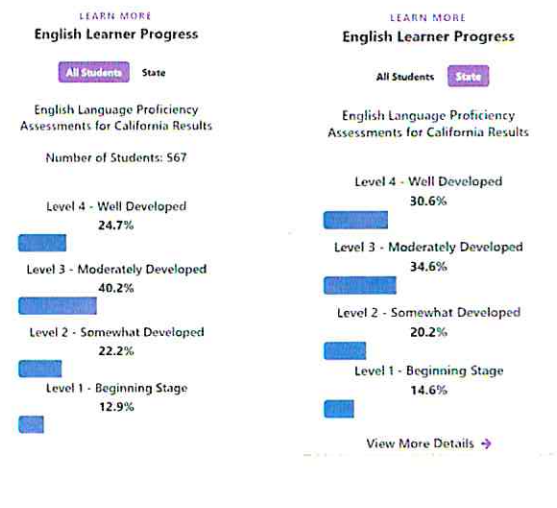 LEARN MORE
English Learner Progress
All Students State
English Language Proficiency
Assessments for California Results
Number of Students: 567
Level 4 - Well Developed
24.7%
Level 3 - Moderately Developed
40.2%
Level 2 - Somewhat Developed
22.2%
Level 1 - Beginning Stage
12.9%
LEARN MORE
English Learner Progress
All Students State
English Language Proficiency
Assessments for California Results
Level 4 - Well Developed
30.6%
Level 3 - Moderately Developed
34.6%
Level 2 - Somewhat Developed
20.2%
Level 1 - Beginning Stage
14.6%
View More Details →